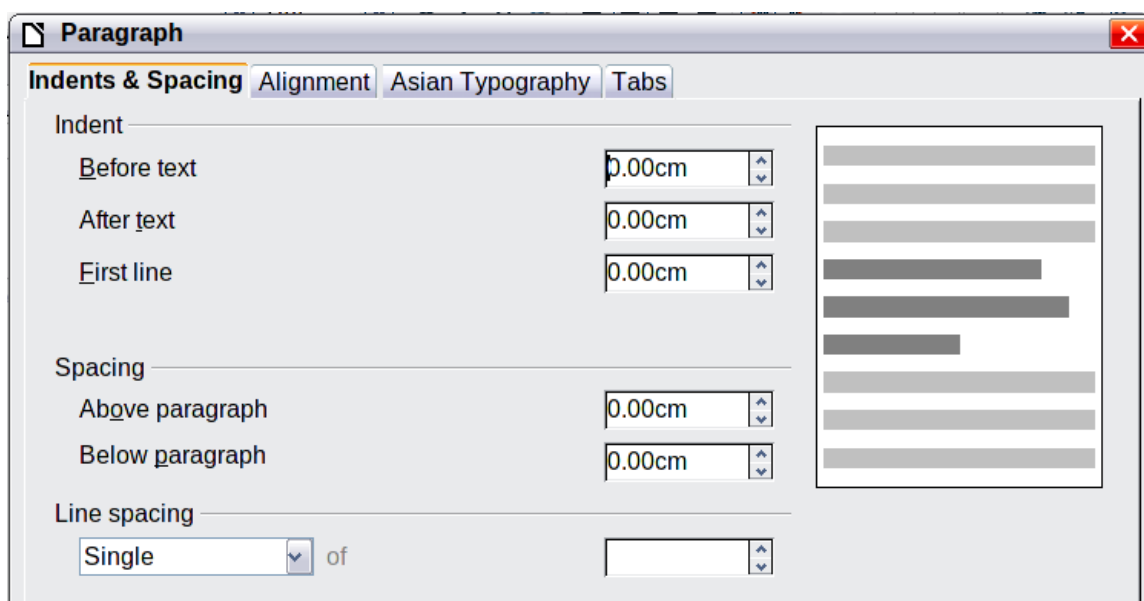 Paragraph
Indents & Spacing Alignment Asian Typography Tabs
Indent
Before text 0.00cm
After text 0.00cm
First line 0.00cm
Spacing
Above paragraph 0.00cm
Below paragraph 0.00cm
Line spacing
Single of